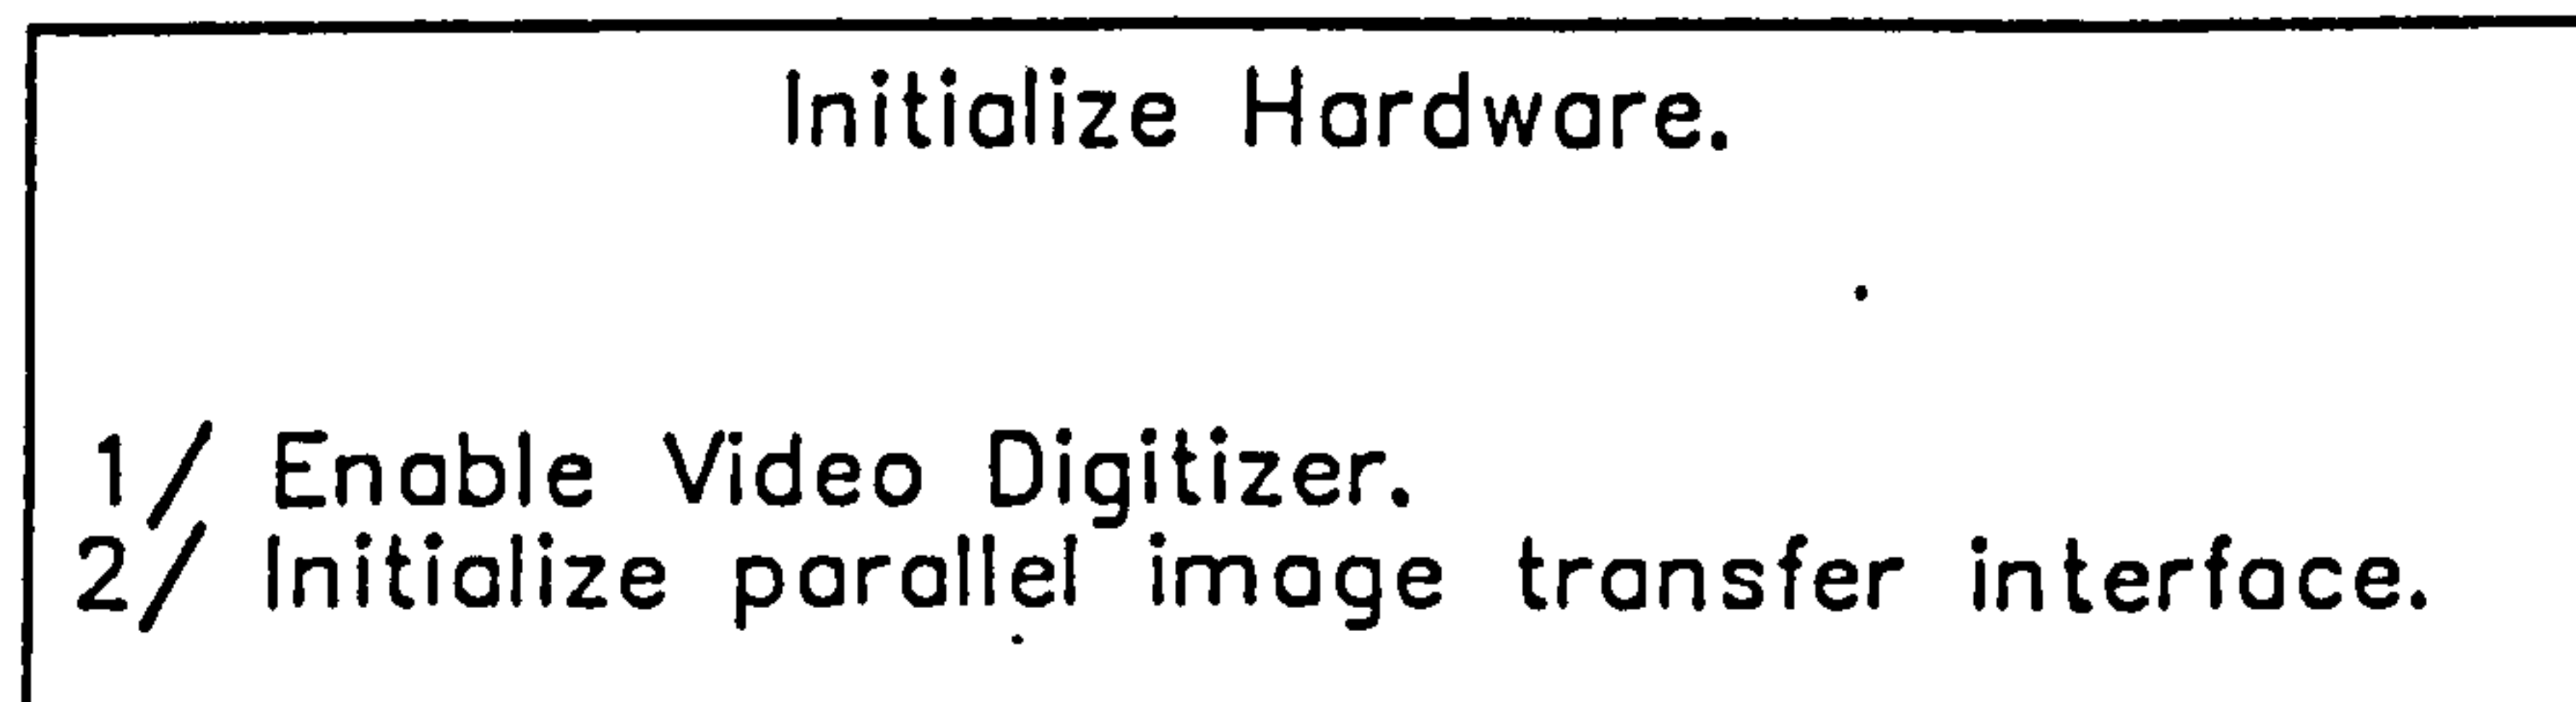 Initialize Hardware.
1/ Enable Video Digitizer.
2/ Initialize parallel image transfer interface.